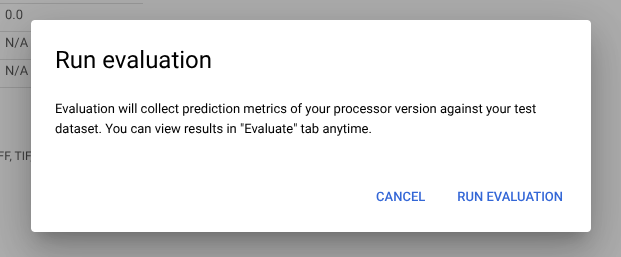 0.0
N/A
N/A
Run evaluation
Evaluation will collect prediction metrics of your processor version against your test
dataset. You can view results in "Evaluate" tab anytime.
FF, TIF
CANCEL RUN EVALUATION